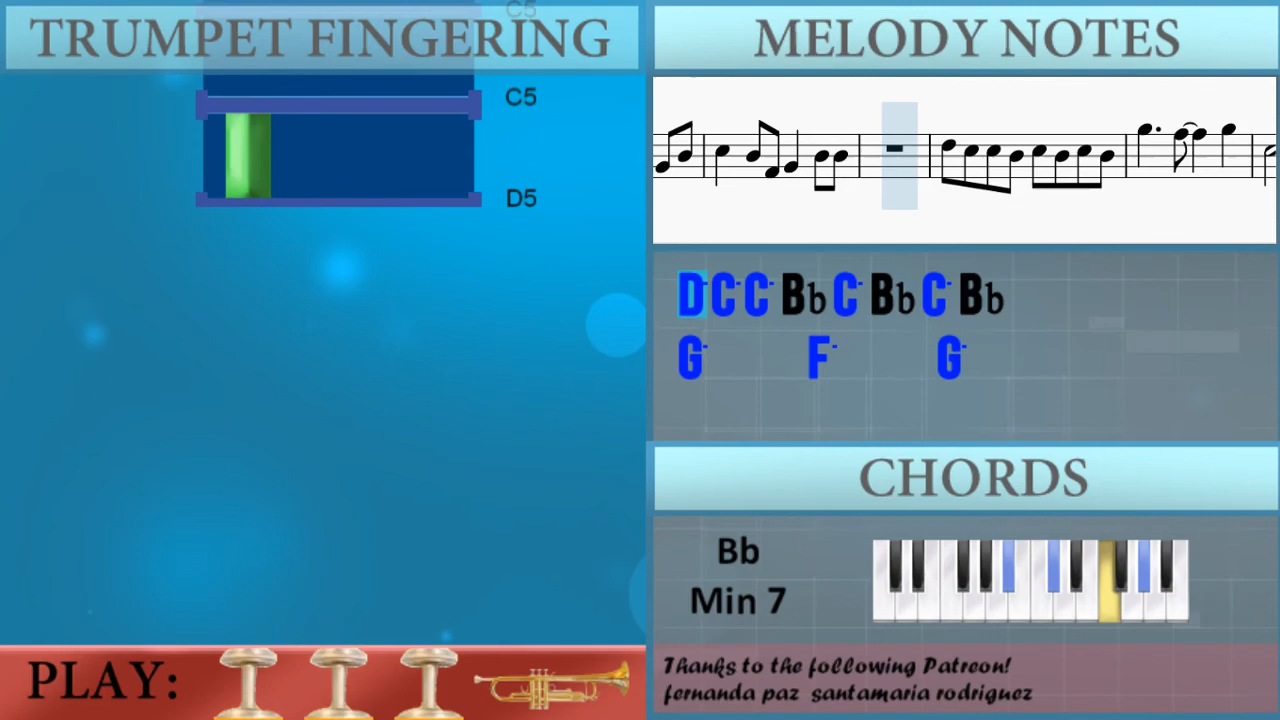 TRUMPET FINGERING
C5
C5
D5
MELODY NOTES
D- C- C- Bb C- Bb C- Bb
G- F- G-
CHORDS
Bb
Min 7
PLAY:
Thanks to the following Patreon!
fernanda paz santamaria rodriguez